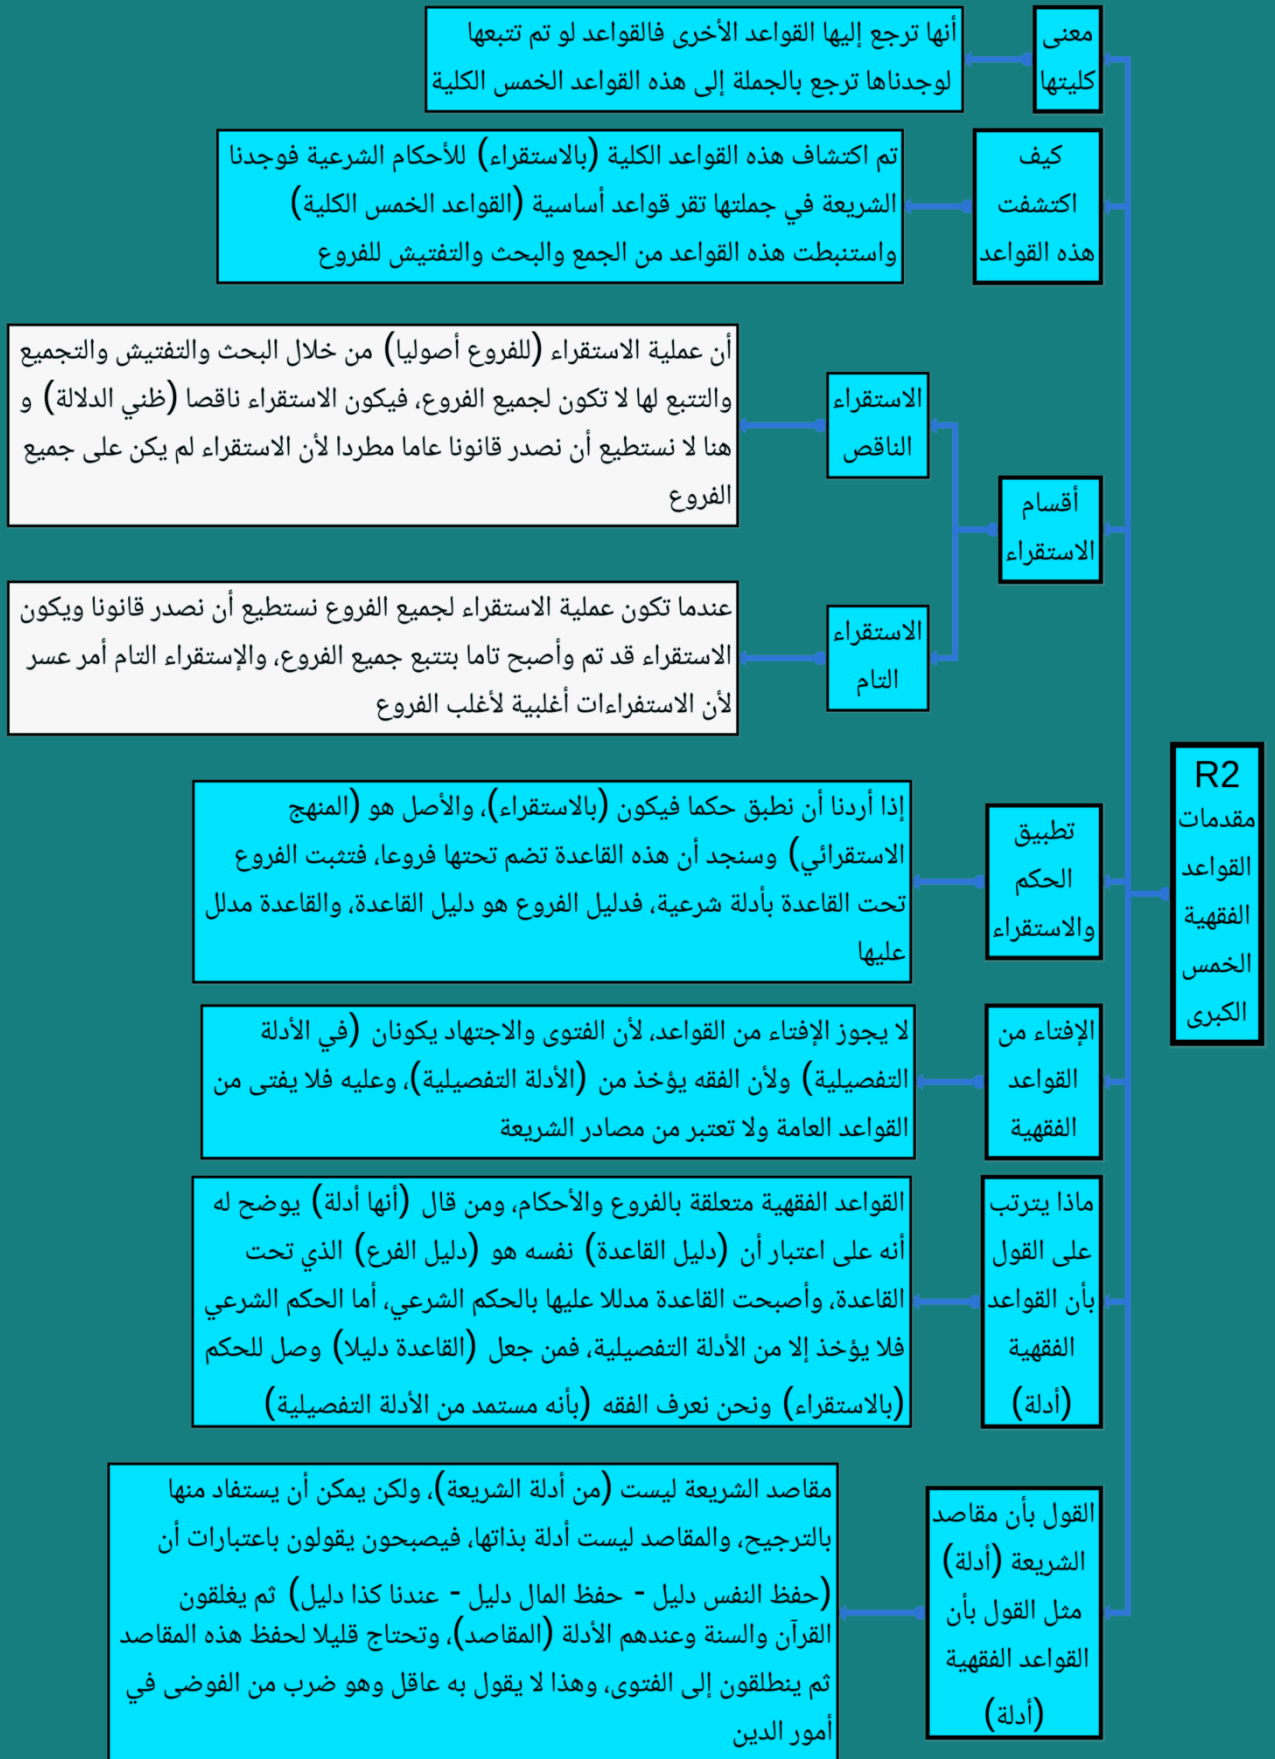 R2
مقدمات
القواعد
الفقهية
الخمس
الكبرى
معنى
كليتها
أنها ترجع إليها القواعد الأخرى فالقواعد لو تم تتبعها
لوجدناها ترجع بالجملة إلى هذه القواعد الخمس الكلية
كيف
اكتشفت
هذه القواعد
تم اكتشاف هذه القواعد الكلية (بالاستقراء) للأحكام الشرعية فوجدنا
الشريعة في جملتها تقر قواعد أساسية (القواعد الخمس الكلية)
واستنبطت هذه القواعد من الجمع والبحث والتفتيش للفروع
أقسام
الاستقراء
الاستقراء
الناقص
أن عملية الاستقراء (للفروع أصوليا) من خلال البحث والتفتيش والتجميع
والتتبع لها لا تكون لجميع الفروع، فيكون الاستقراء ناقصا (ظني الدلالة) و
هنا لا نستطيع أن نصدر قانونا عاما مطردا لأن الاستقراء لم يكن على جميع
الفروع
الاستقراء
التام
عندما تكون عملية الاستقراء لجميع الفروع نستطيع أن نصدر قانونا ويكون
الاستقراء قد تم وأصبح تاما بتتبع جميع الفروع، والإستقراء التام أمر عسر
لأن الاستفراءات أغلبية لأغلب الفروع
تطبيق
الحكم
والاستقراء
إذا أردنا أن نطبق حكما فيكون (بالاستقراء)، والأصل هو (المنهج
الاستقرائي) وسنجد أن هذه القاعدة تضم تحتها فروعا، فتثبت الفروع
تحت القاعدة بأدلة شرعية، فدليل الفروع هو دليل القاعدة، والقاعدة مدلل
عليها
الإفتاء من
القواعد
الفقهية
لا يجوز الإفتاء من القواعد، لأن الفتوى والاجتهاد يكونان (في الأدلة
التفصيلية) ولأن الفقه يؤخذ من (الأدلة التفصيلية)، وعليه فلا يفتى من
القواعد العامة ولا تعتبر من مصادر الشريعة
ماذا يترتب
على القول
بأن القواعد
الفقهية
(أدلة)
القواعد الفقهية متعلقة بالفروع والأحكام، ومن قال (أنها أدلة) يوضح له
أنه على اعتبار أن (دليل القاعدة) نفسه هو (دليل الفرع) الذي تحت
القاعدة، وأصبحت القاعدة مدللا عليها بالحكم الشرعي، أما الحكم الشرعي
فلا يؤخذ إلا من الأدلة التفصيلية، فمن جعل (القاعدة دليلا) وصل للحكم
(بالاستقراء) ونحن نعرف الفقه (بأنه مستمد من الأدلة التفصيلية)
القول بأن مقاصد
الشريعة (أدلة)
مثل القول بأن
القواعد الفقهية
(أدلة)
مقاصد الشريعة ليست (من أدلة الشريعة)، ولكن يمكن أن يستفاد منها
بالترجيح، والمقاصد ليست أدلة بذاتها، فيصبحون يقولون باعتبارات أن
(حفظ النفس دليل - حفظ المال دليل - عندنا كذا دليل) ثم يغلقون
القرآن والسنة وعندهم الأدلة (المقاصد)، وتحتاج قليلا لحفظ هذه المقاصد
ثم ينطلقون إلى الفتوى، وهذا لا يقول به عاقل وهو ضرب من الفوضى في
أمور الدين